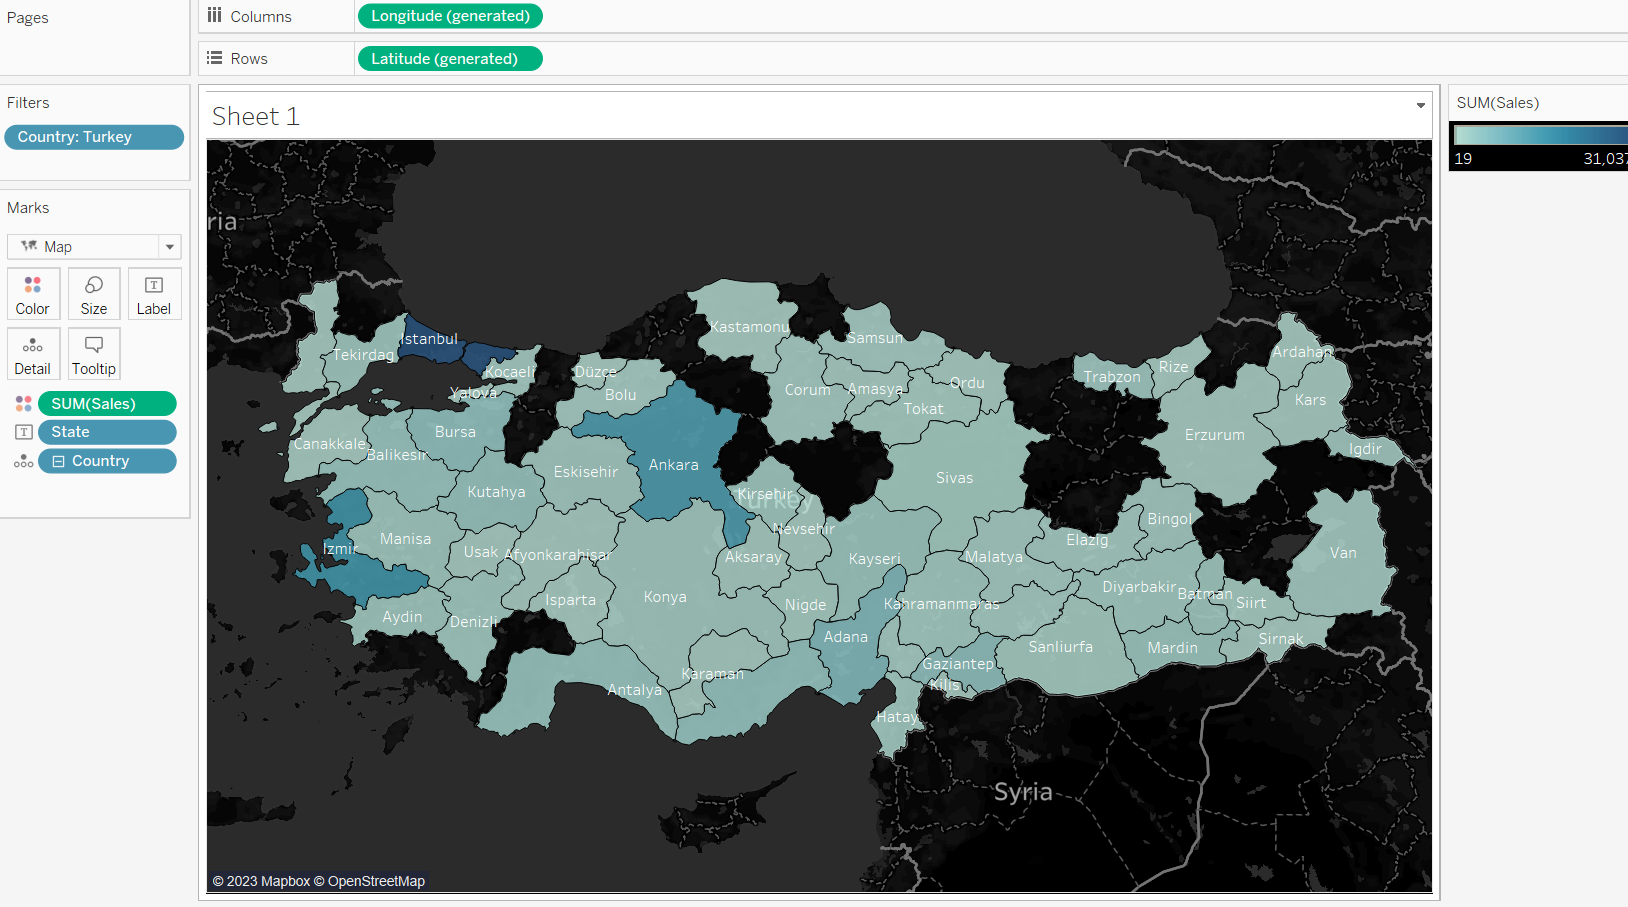 Pages
Columns
Longitude (generated)
Rows
Latitude (generated)
Filters
Country: Turkey
Marks
Map
Color
Size
Label
Detail
Tooltip
SUM(Sales)
State
Country
Sheet 1
ria
Kastamonu
Istanbul
Samsun
Tekirdag
Ardahan
Kocaeli
Düzce
Rize
Trabzon
Yalova
Bolu
Corum
Amasya
Ordu
Kars
Tokat
Bursa
Erzurum
Canakkale
Balikesir
Igdir
Ankara
Eskisehir
Sivas
Kutahya
Kirsehir
Turkey
Bingol
Nevsehir
Manisa
Elazig
Izmir
Usak
Afyonkarahisar
Aksaray
Kayseri
Malatya
Van
Diyarbakir
Batman
Isparta
Konya
Nigde
Kahramanmaras
Siirt
Aydin
Denizli
Adana
Sirnak
Sanliurfa
Mardin
Gaziantep
Karaman
Kilis
Antalya
Hatay
Syria
© 2023 Mapbox © OpenStreetMap
SUM(Sales)
19
31,037